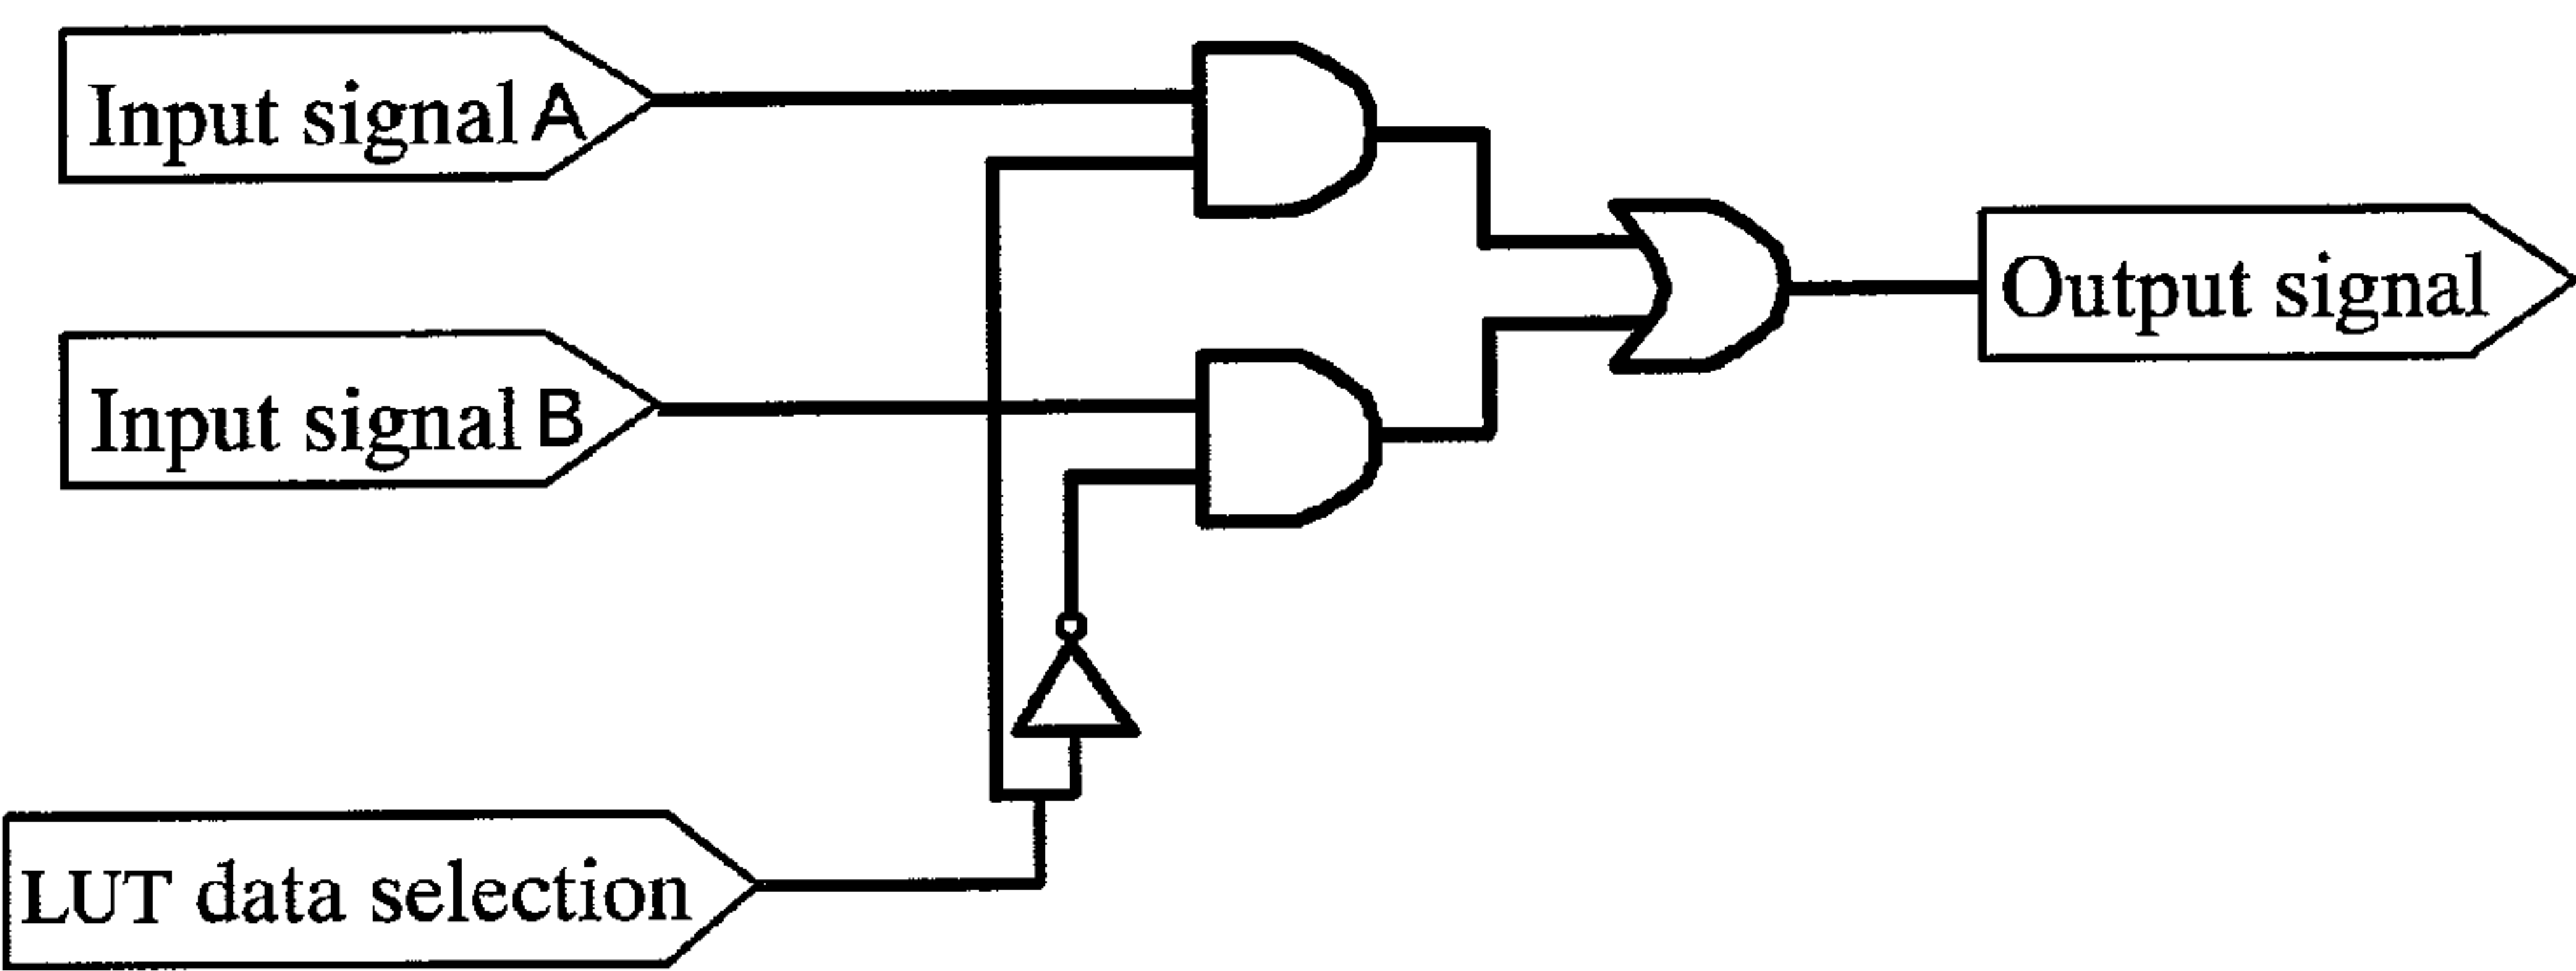 Input signal A
Input signal B
Output signal
LUT data selection